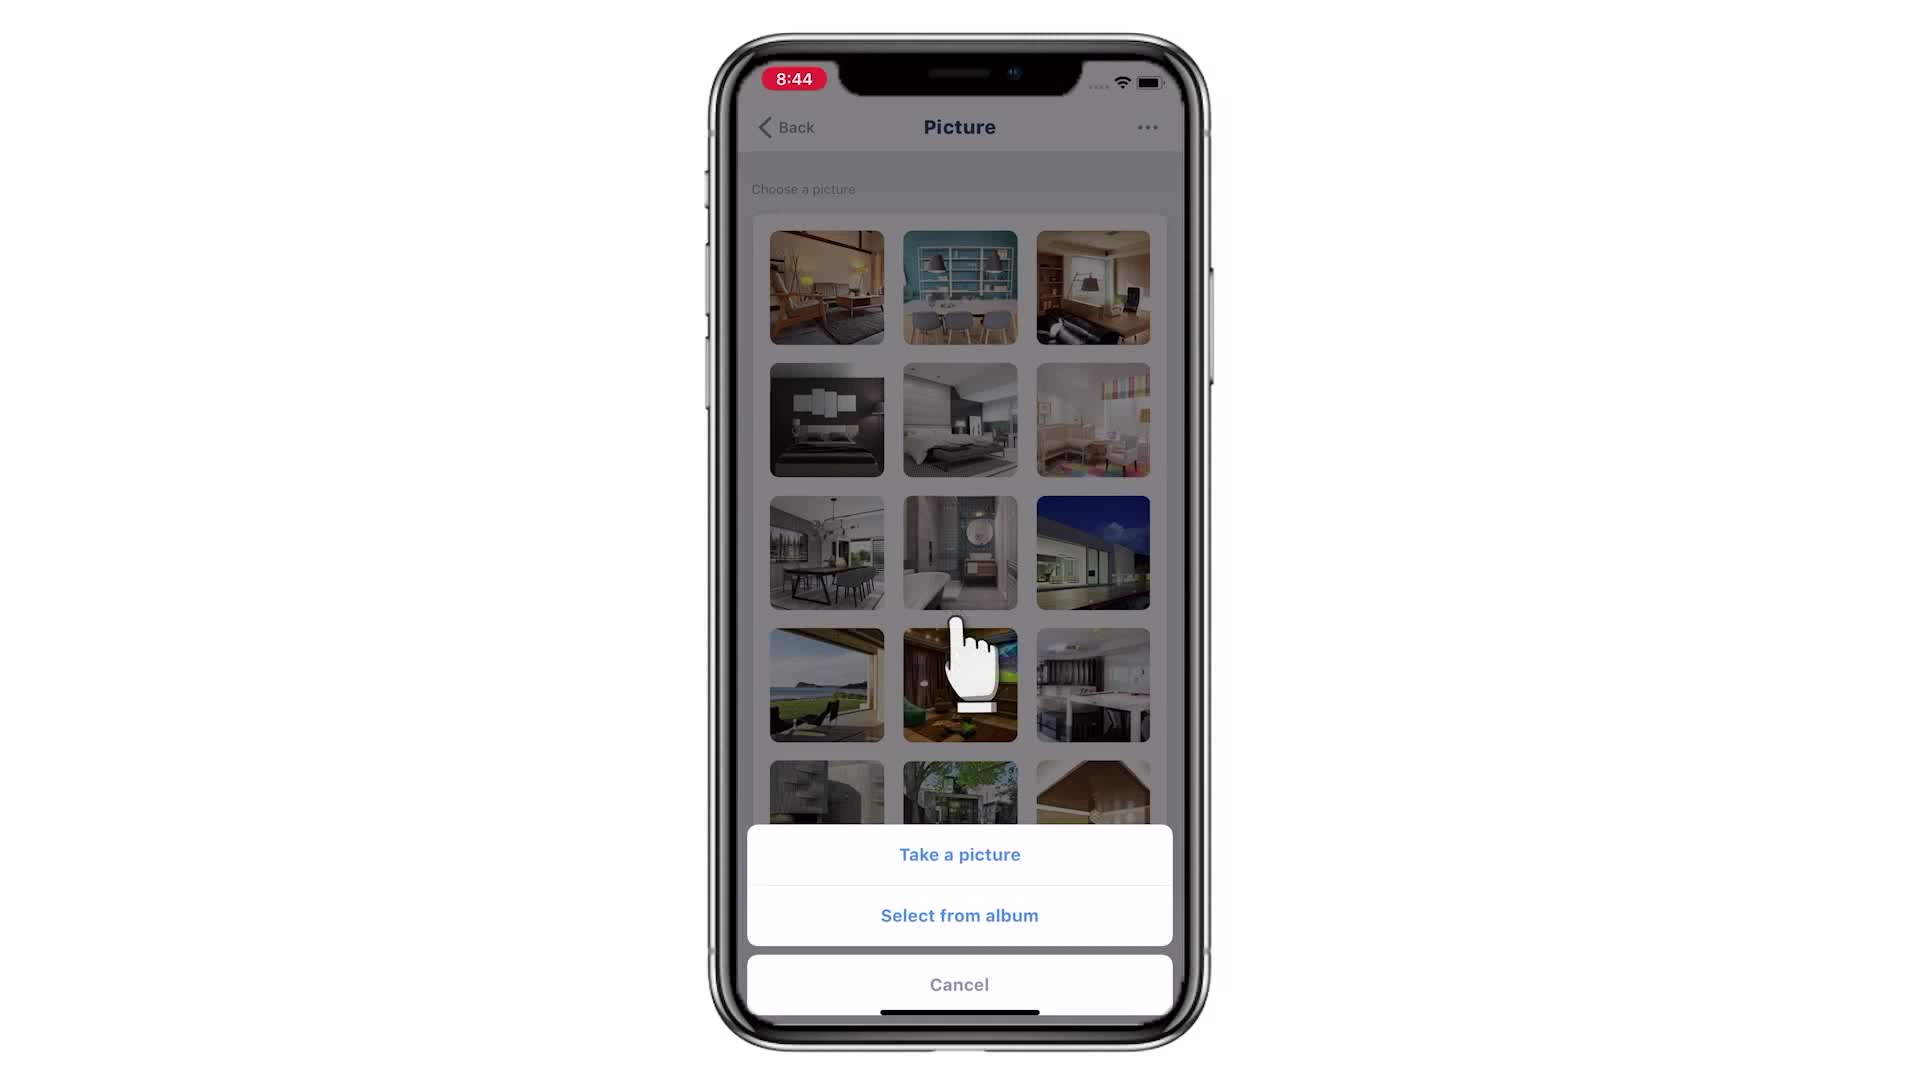 8:44
Back
Picture
Choose a picture
Take a picture
Select from album
Cancel